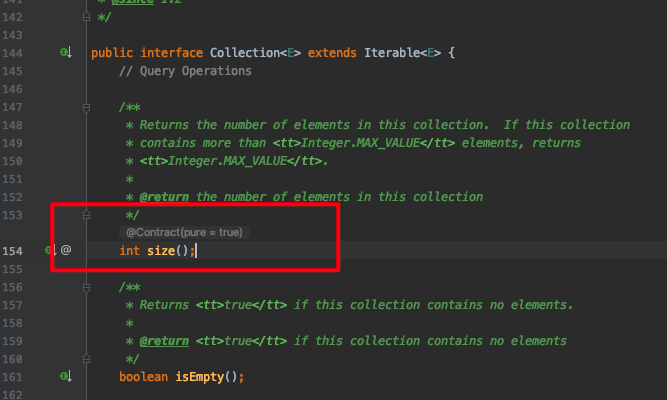 141 * @since 1.2
142 */
143
144 public interface Collection<E> extends Iterable<E> {
145 // Query Operations
146
147 /**
148 * Returns the number of elements in this collection.  If this collection
149 * contains more than <tt>Integer.MAX_VALUE</tt> elements, returns
150 * <tt>Integer.MAX_VALUE</tt>.
151 *
152 * @return the number of elements in this collection
153 */
@Contract(pure = true)
154 @ int size();
155
156 /**
157 * Returns <tt>true</tt> if this collection contains no elements.
158 *
159 * @return <tt>true</tt> if this collection contains no elements
160 */
161 boolean isEmpty();
162